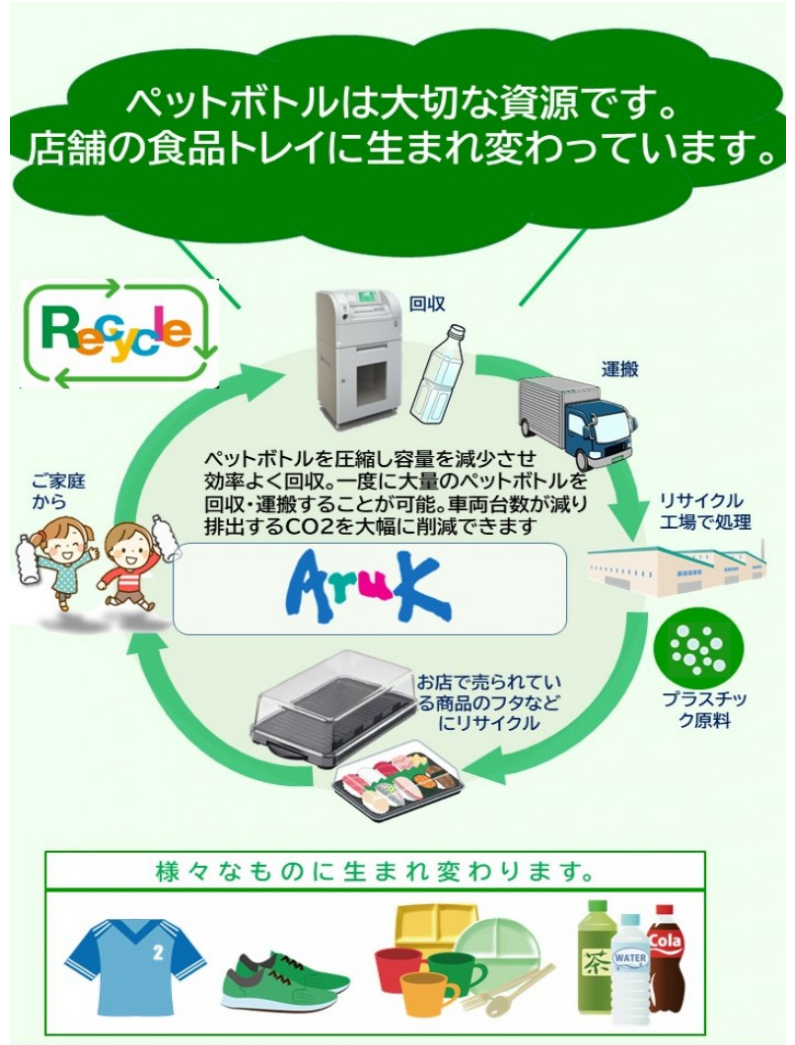 ペットボトルは大切な資源です。
店舗の食品トレイに生まれ変わっています。
Recycle
回収
運搬
ペットボトルを圧縮し容量を減少させ
効率よく回収。一度に大量のペットボトルを
回収・運搬することが可能。車両台数が減り
排出するCO2を大幅に削減できます
ご家庭
から
リサイクル
工場で処理
AruK
プラスチッ
ク原料
お店で売られてい
る商品のフタなど
にリサイクル
様々なものに生まれ変わります。
2
茶
WATER
Cola